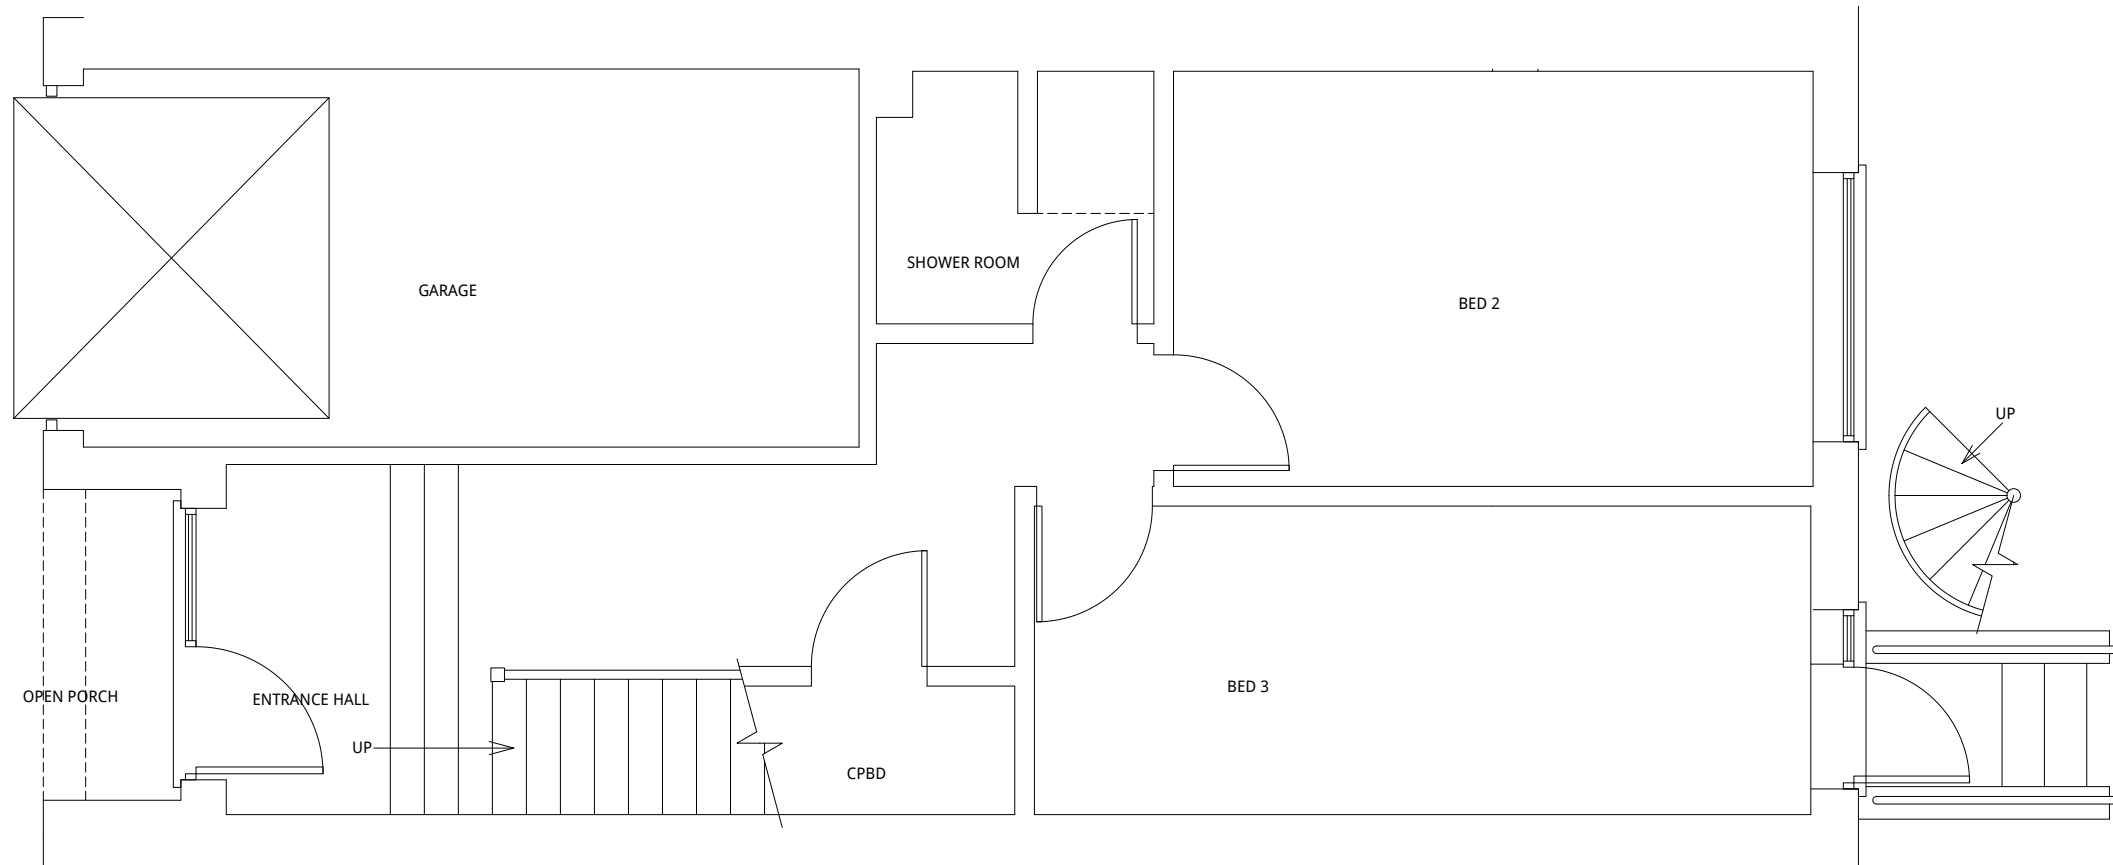 SHOWER ROOM
GARAGE
BED 2
UP
OPEN PORCH
ENTRANCE HALL
BED 3
UP
CPBD